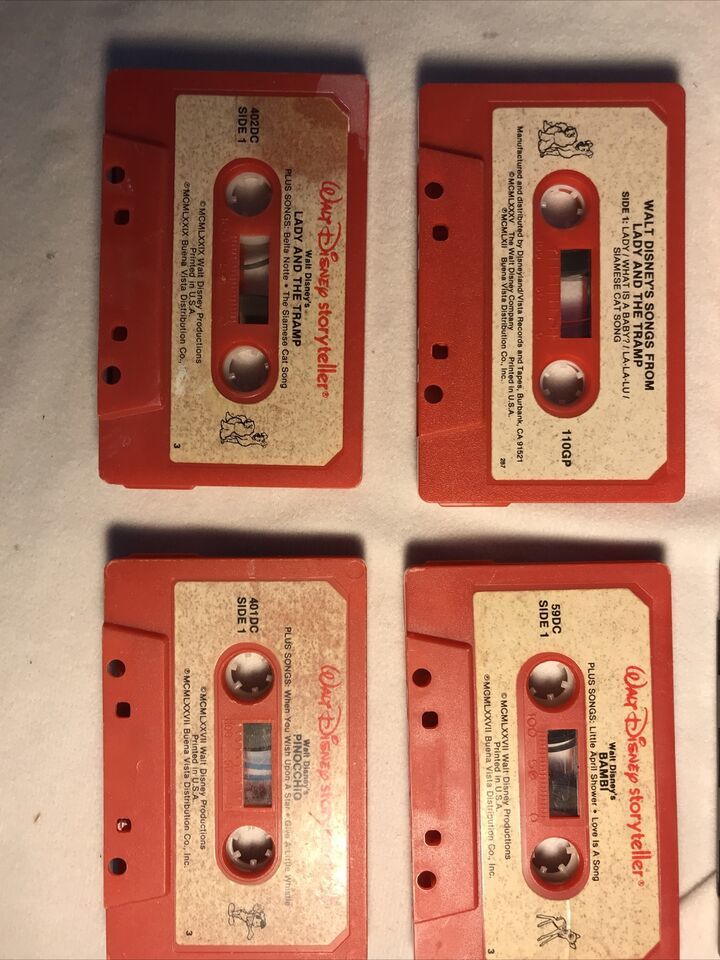 Walt Disney storyteller®
Walt Disney's
LADY AND THE TRAMP
PLUS SONGS: Bella Notte • The Siamese Cat Song
402DC
SIDE 1
©MCMLXXIX Walt Disney Productions
Printed in U.S.A.
℗MCMLXXIX Buena Vista Distribution Co., Inc.
3
WALT DISNEY'S SONGS FROM
LADY AND THE TRAMP
SIDE 1: LADY / WHAT IS A BABY? / LA-LA-LU /
SIAMESE CAT SONG
110GP
Manufactured and distributed by Disneyland/Vista Records and Tapes, Burbank, CA 91521
©MCMLXXXV The Walt Disney Company Printed in U.S.A.
℗MCMLXII Buena Vista Distribution Co., Inc.
287
Walt Disney story
Walt Disney's
PINOCCHIO
PLUS SONGS: When You Wish Upon A Star • Give A Little Whistle
401DC
SIDE 1
©MCMLXXVII Walt Disney Productions
Printed in U.S.A.
℗MCMLXXVII Buena Vista Distribution Co., Inc.
3
Walt Disney storyteller®
Walt Disney's
BAMBI
PLUS SONGS: Little April Shower • Love Is A Song
59DC
SIDE 1
100 50 0
©MCMLXXVII Walt Disney Productions
Printed in U.S.A.
℗MCMLXXVII Buena Vista Distribution Co., Inc.
3